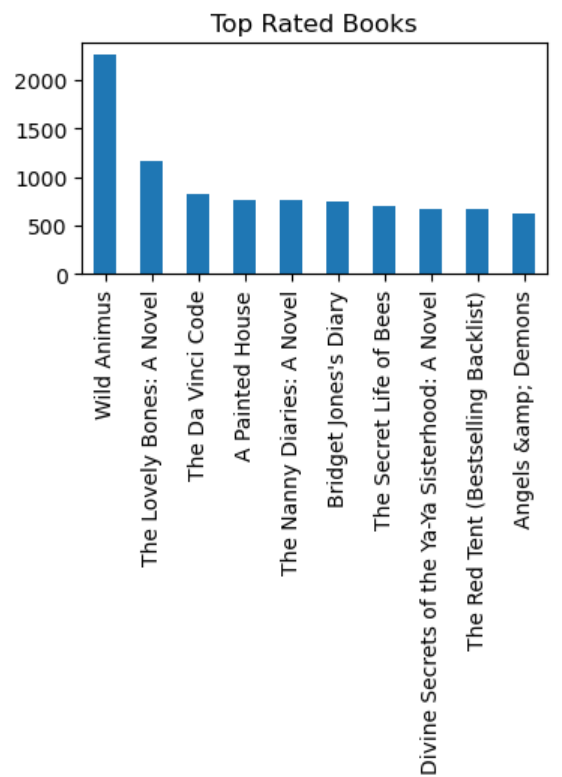 Top Rated Books
2000
1500
1000
500
0
Wild Animus
The Lovely Bones: A Novel
The Da Vinci Code
A Painted House
The Nanny Diaries: A Novel
Bridget Jones's Diary
The Secret Life of Bees
Divine Secrets of the Ya-Ya Sisterhood: A Novel
The Red Tent (Bestselling Backlist)
Angels &amp; Demons